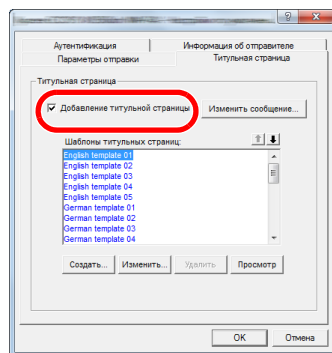 Аутентификация
Информация об отправителе
Параметры отправки
Титульная страница
Титульная страница
Добавление титульной страницы
Изменить сообщение...
Шаблоны титульных страниц:
English template 01
English template 02
English template 03
English template 04
English template 05
German template 01
German template 02
German template 03
German template 04
Создать...
Изменить...
Удалить
Просмотр
OK
Отмена